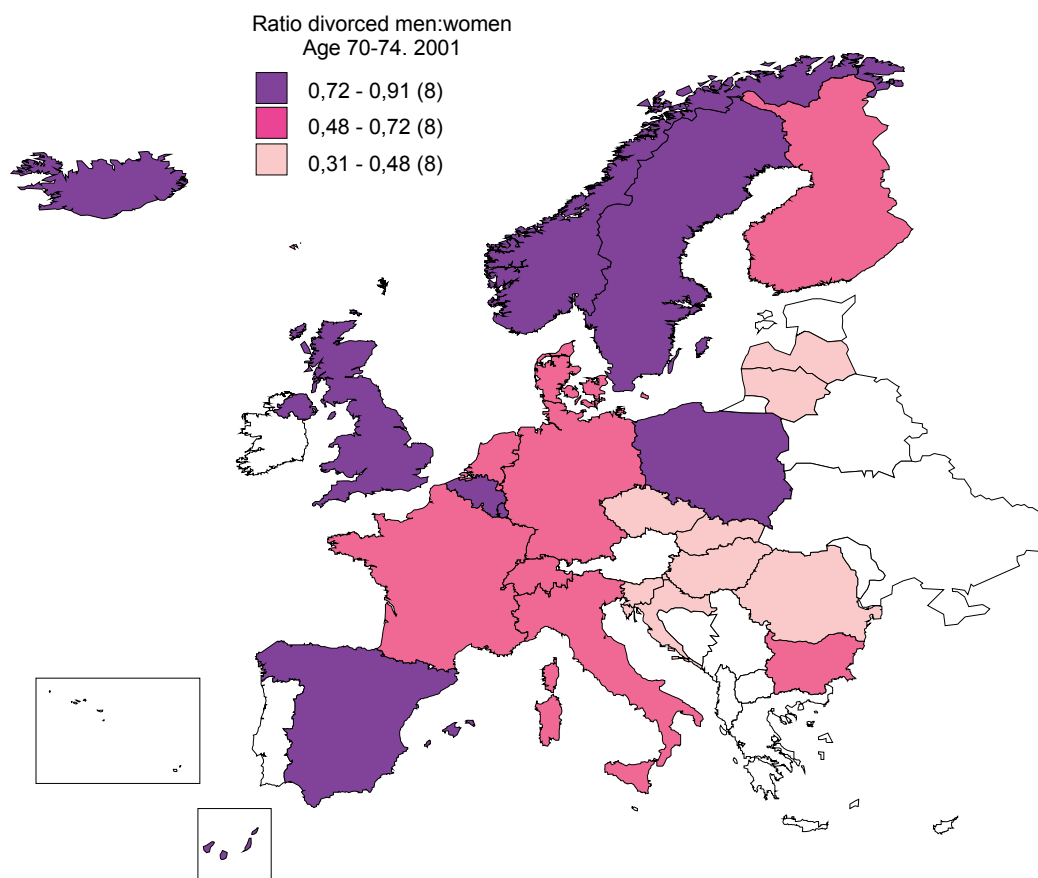 Ratio divorced men:women
Age 70-74. 2001
0,72 - 0,91 (8)
0,48 - 0,72 (8)
0,31 - 0,48 (8)